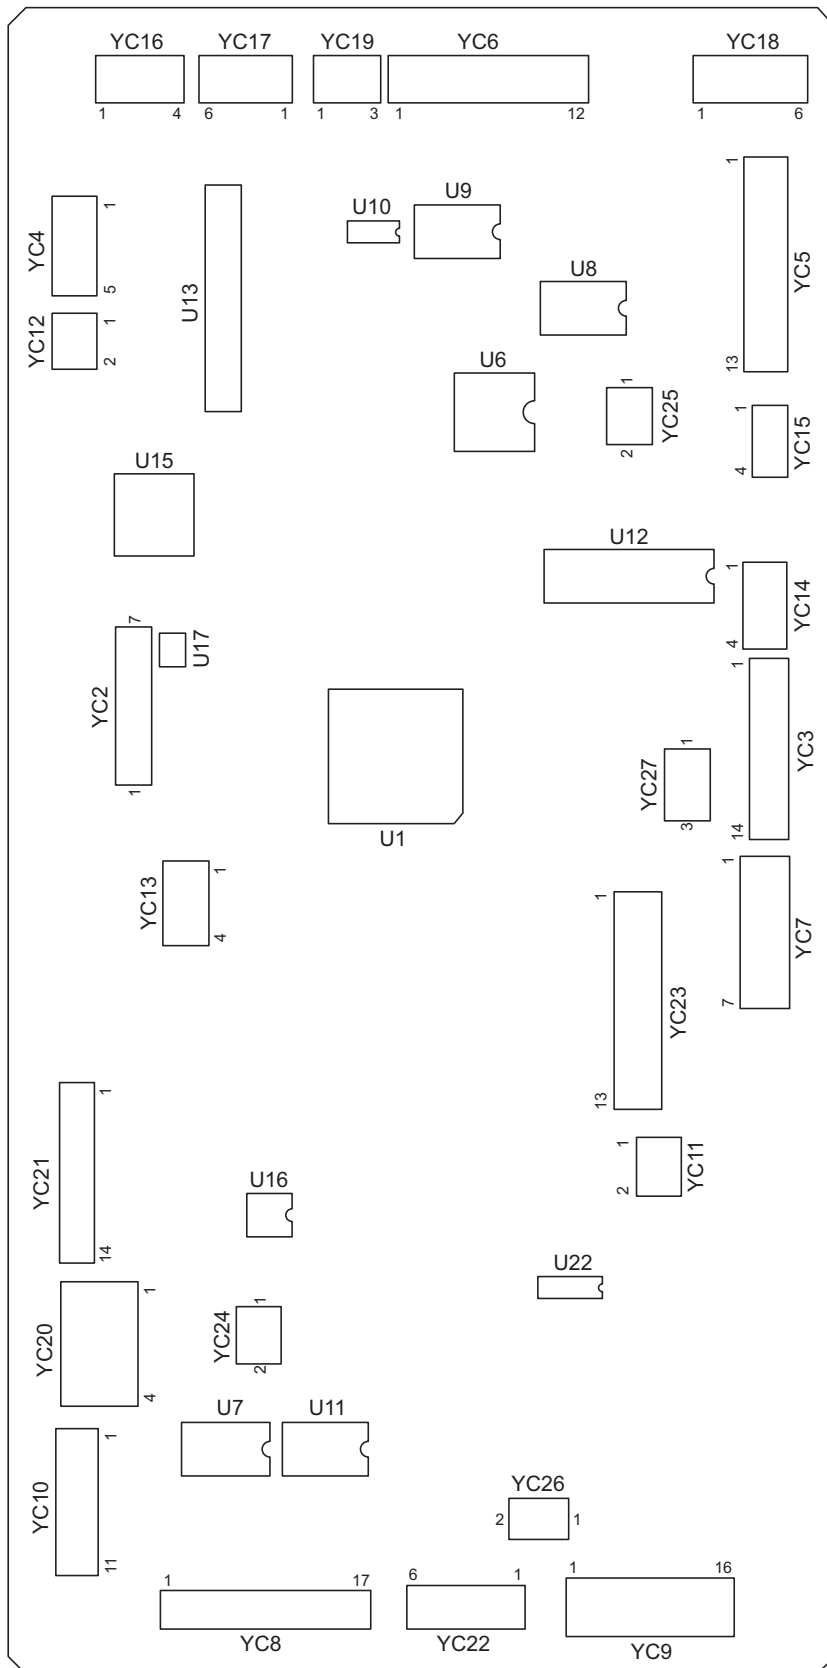 YC16 YC17 YC19 YC6 YC18
1 4 6 1 1 3 1 12 1 6
YC4
1
5
YC12
1
2
U13
U10
U9
U8
U6
YC25
1
2
YC5
1
13
YC15
1
4
U15
U12
YC14
1
4
YC2
7
1
U17
U1
YC27
1
3
YC3
1
14
YC13
1
4
YC7
1
7
YC23
1
13
YC21
1
14
U16
YC11
1
2
U22
YC20
1
4
YC24
1
2
U7 U11
YC10
1
11
YC26
2 1
1 17 6 1 1 16
YC8 YC22 YC9